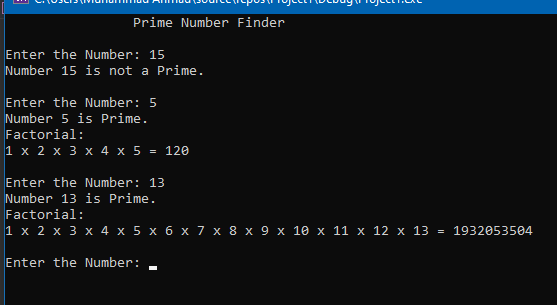 C:\Users\Muhammad Ahmad\source\repos\Project1\Debug\Project1.exe
Prime Number Finder
Enter the Number: 15
Number 15 is not a Prime.
Enter the Number: 5
Number 5 is Prime.
Factorial:
1 x 2 x 3 x 4 x 5 = 120
Enter the Number: 13
Number 13 is Prime.
Factorial:
1 x 2 x 3 x 4 x 5 x 6 x 7 x 8 x 9 x 10 x 11 x 12 x 13 = 1932053504
Enter the Number: